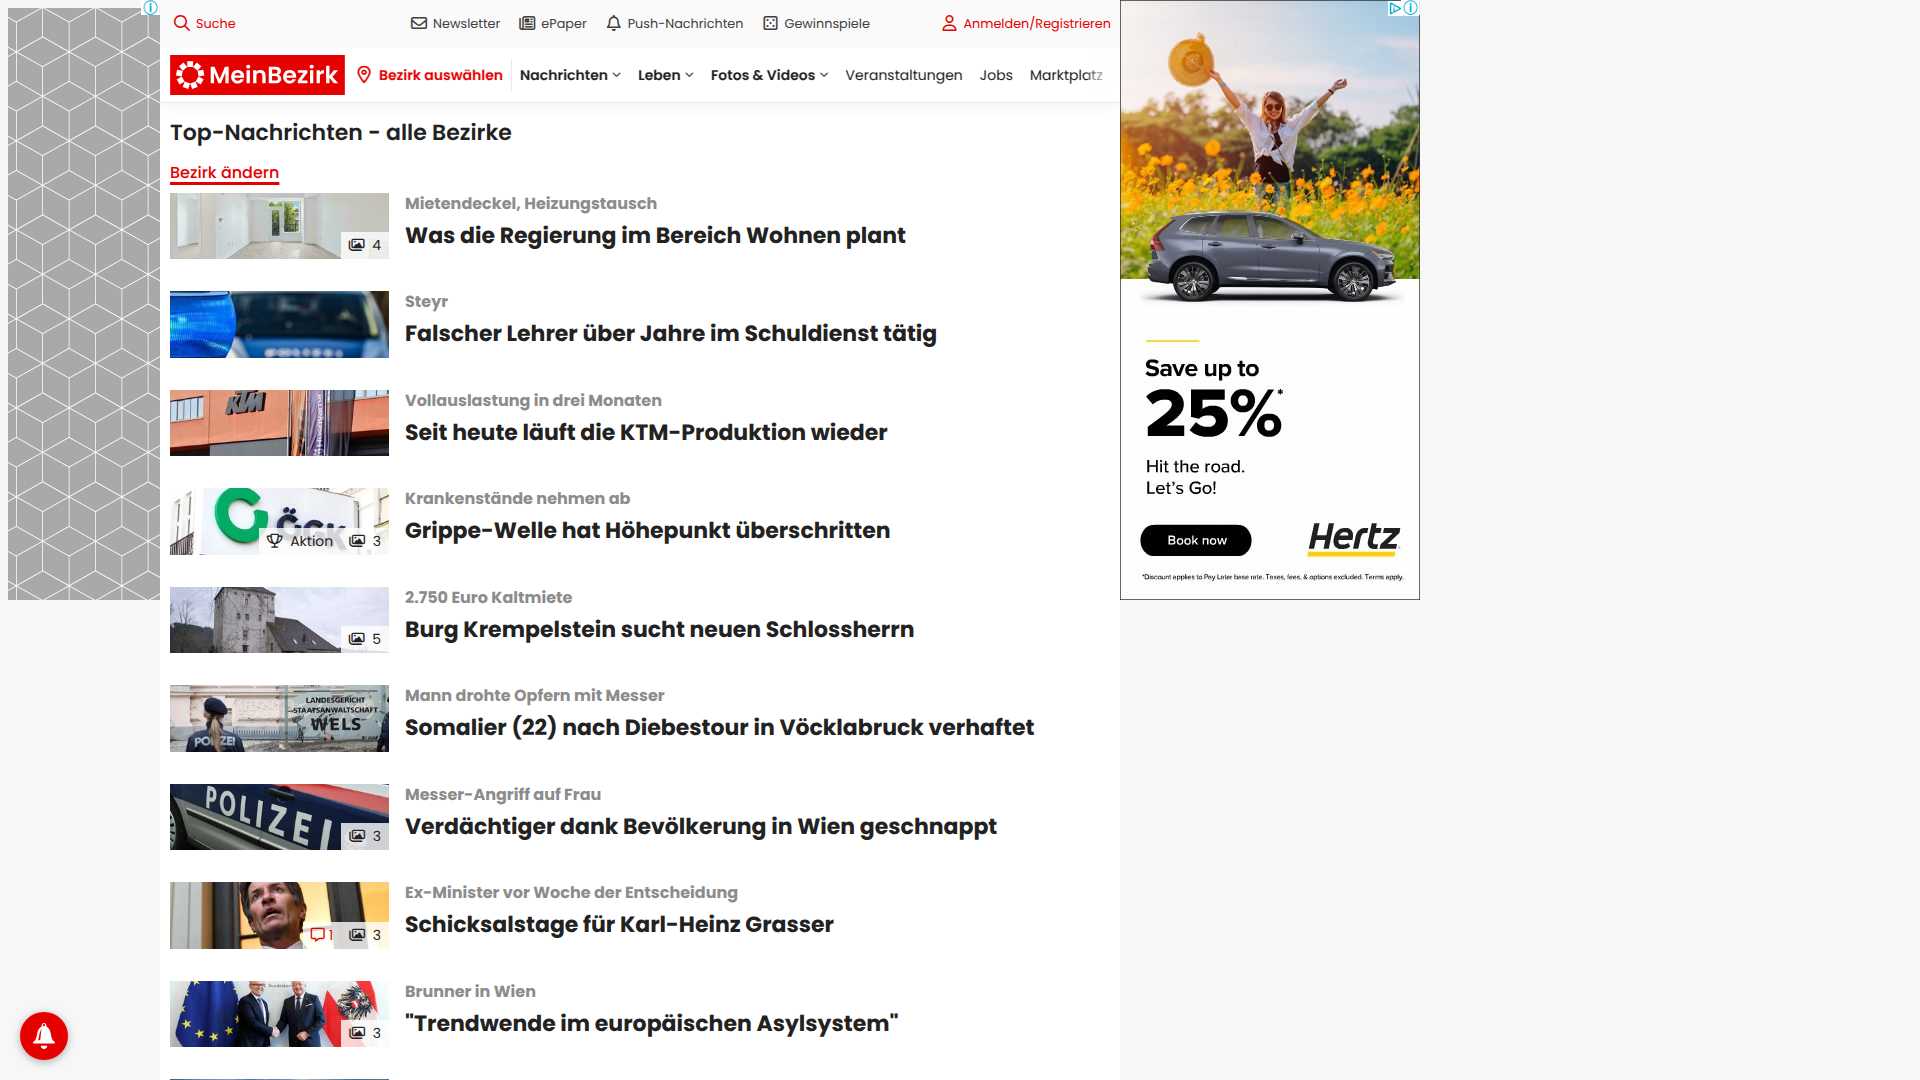 Suche
Newsletter
ePaper
Push-Nachrichten
Gewinnspiele
Anmelden/Registrieren
MeinBezirk
Bezirk auswählen
Nachrichten
Leben
Fotos & Videos
Veranstaltungen
Jobs
Marktplatz
Top-Nachrichten - alle Bezirke
Bezirk ändern
4
Mietendeckel, Heizungstausch
Was die Regierung im Bereich Wohnen plant
Steyr
Falscher Lehrer über Jahre im Schuldienst tätig
KTM
Vollauslastung in drei Monaten
Seit heute läuft die KTM-Produktion wieder
Aktion
3
Krankenstände nehmen ab
Grippe-Welle hat Höhepunkt überschritten
5
2.750 Euro Kaltmiete
Burg Krempelstein sucht neuen Schlossherrn
LANDESGERICHT
STAATSANWALTSCHAFT
WELS
POLIZEI
Mann drohte Opfern mit Messer
Somalier (22) nach Diebestour in Vöcklabruck verhaftet
POLIZEI
3
Messer-Angriff auf Frau
Verdächtiger dank Bevölkerung in Wien geschnappt
1
3
Ex-Minister vor Woche der Entscheidung
Schicksalstage für Karl-Heinz Grasser
3
Brunner in Wien
"Trendwende im europäischen Asylsystem"
Save up to
25%*
Hit the road.
Let's Go!
Book now
Hertz
*Discount applies to Pay Later base rate. Taxes, fees, & options excluded. Terms apply.